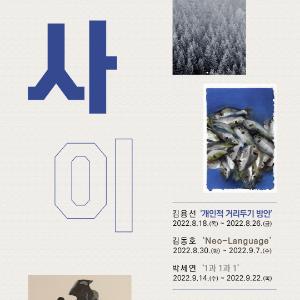 사
이
김용선 '개인적 거리두기 방안'
2022.8.18.(목) ~ 2022.8.26.(금)
김동호 'Neo-Language'
2022.8.30.(화) ~ 2022.9.7.(수)
박세연 '1과 1과 1'
2022.9.14.(수) ~ 2022.9.22.(목)